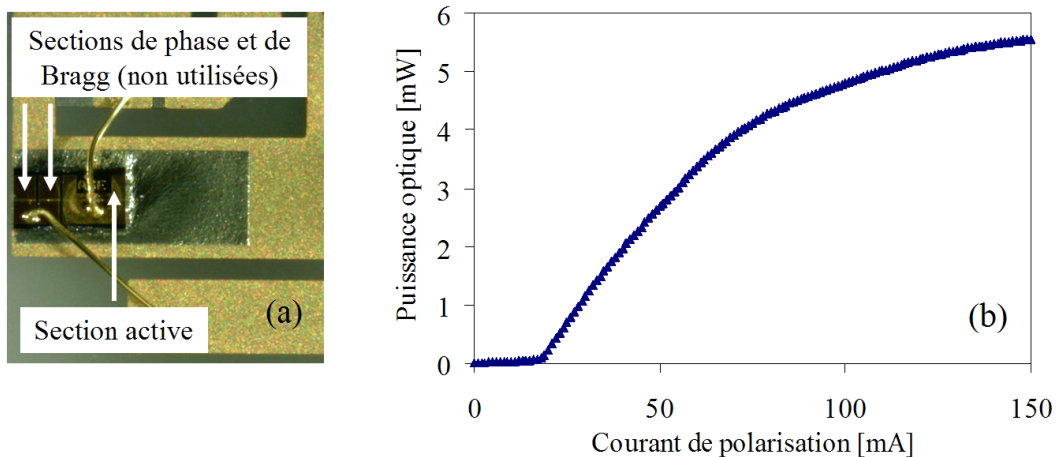 Sections de phase et de
Bragg (non utilisées)
Section active
(a)
Puissance optique [mW]
6
5
4
3
2
1
0
(b)
0 50 100 150
Courant de polarisation [mA]